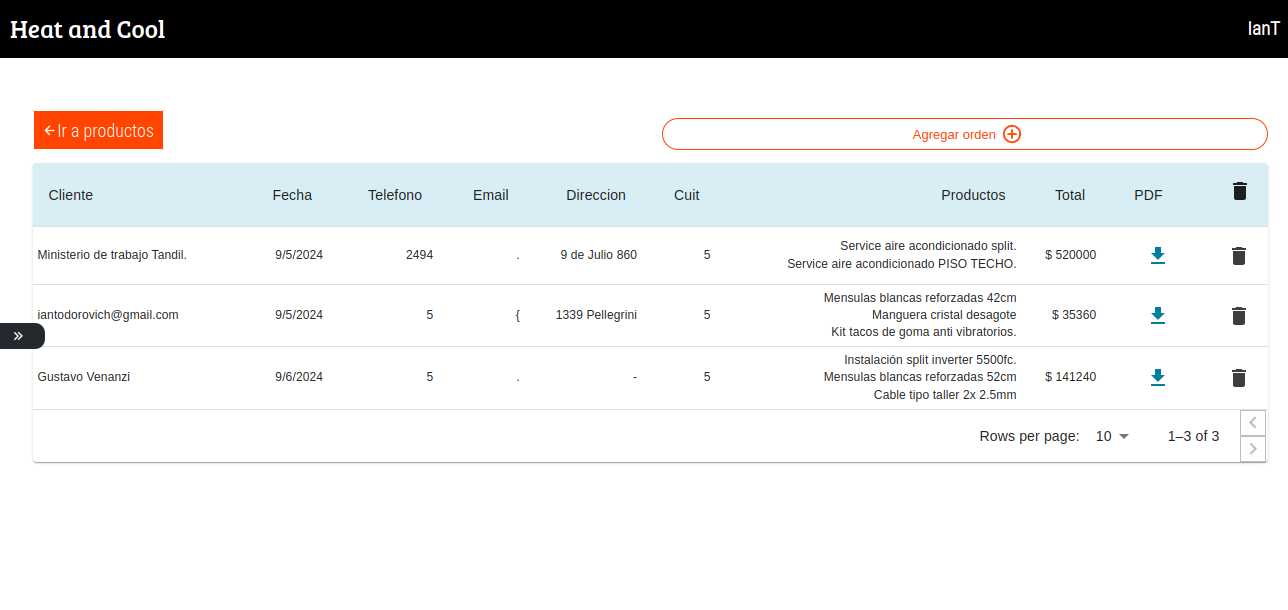 Heat and Cool
IanT
Ir a productos
Agregar orden
Cliente Fecha Telefono Email Direccion Cuit Productos Total PDF
Ministerio de trabajo Tandil. 9/5/2024 2494 . 9 de Julio 860 5 Service aire acondicionado split. $ 520000
Service aire acondicionado PISO TECHO.
Mensulas blancas reforzadas 42cm
iantodorovich@gmail.com 9/5/2024 5 { 1339 Pellegrini 5 Manguera cristal desagote $ 35360
Kit tacos de goma anti vibratorios.
Instalación split inverter 5500fc.
Gustavo Venanzi 9/6/2024 5 . - 5 Mensulas blancas reforzadas 52cm $ 141240
Cable tipo taller 2x 2.5mm
Rows per page: 10 1–3 of 3